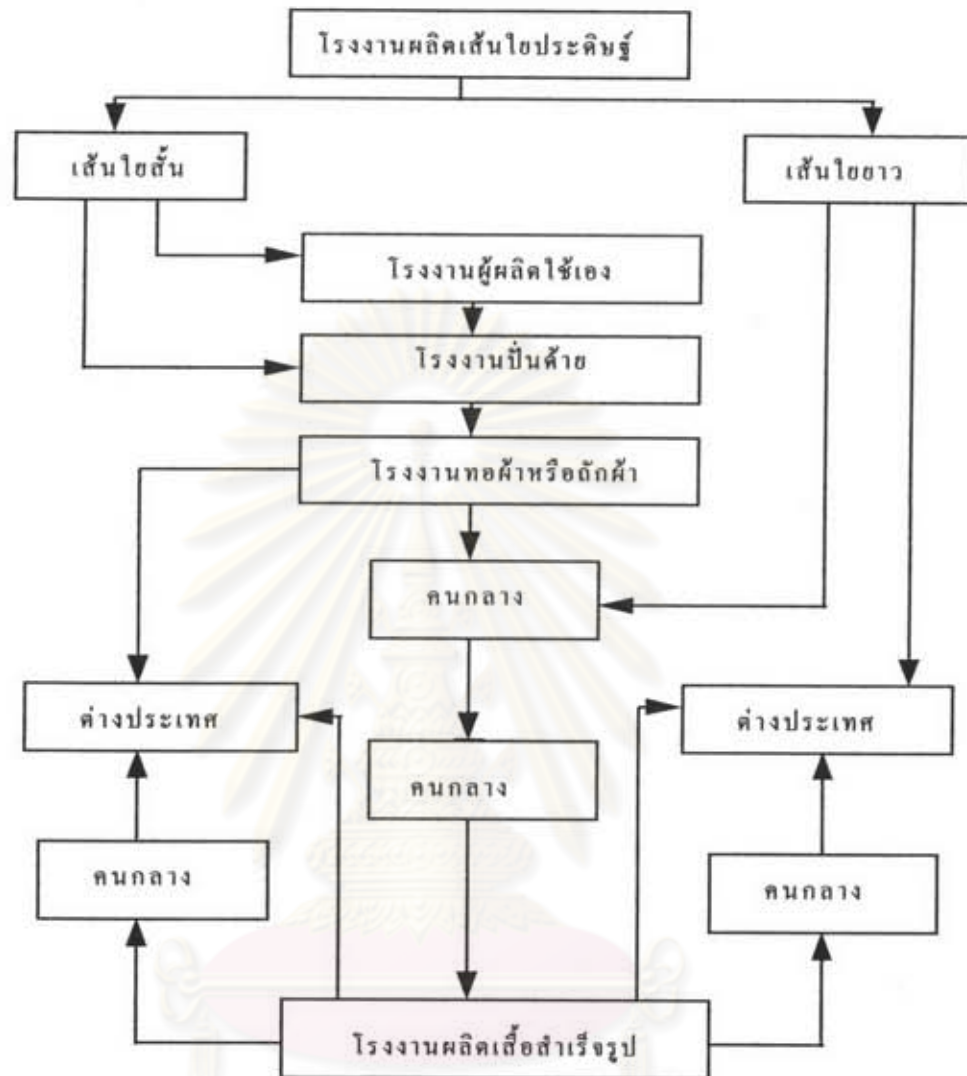 โรงงานผลิตเส้นใยประดิษฐ์
เส้นใยสั้น
เส้นใยยาว
โรงงานผู้ผลิตใช้เอง
โรงงานปั่นด้าย
โรงงานทอผ้าหรือถักผ้า
คนกลาง
ต่างประเทศ
ต่างประเทศ
คนกลาง
คนกลาง
คนกลาง
โรงงานผลิตเสื้อสำเร็จรูป